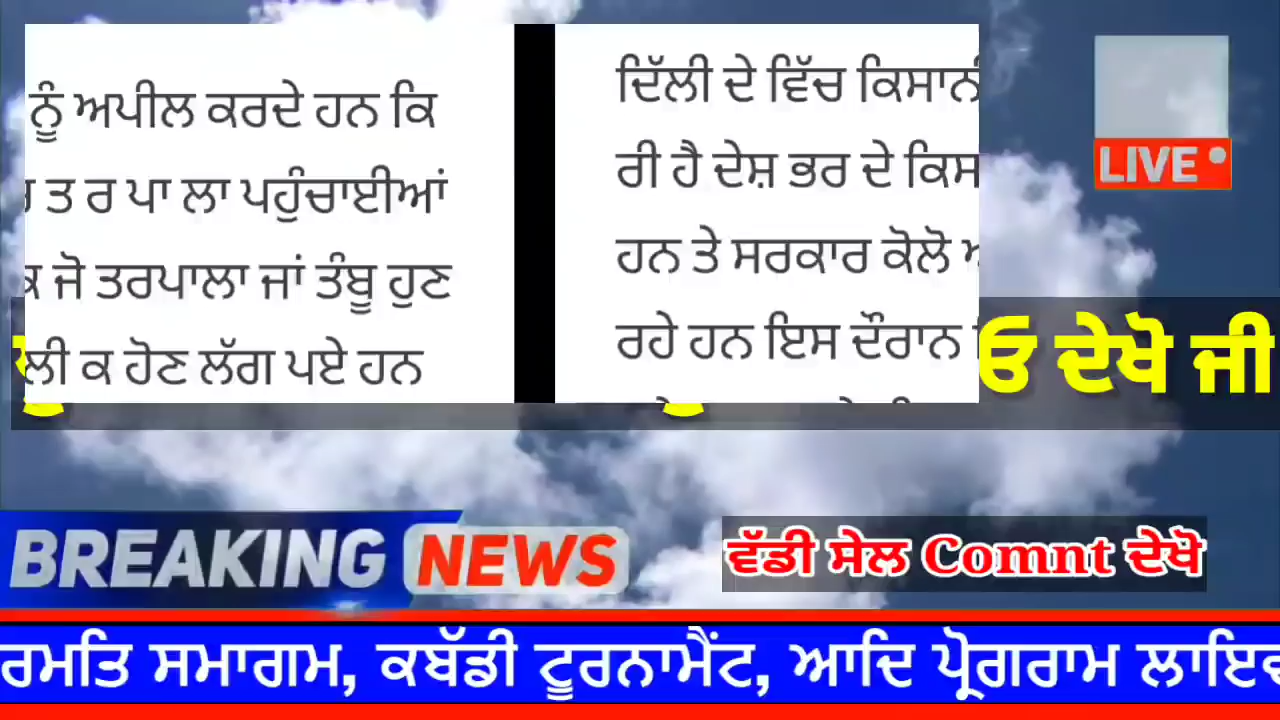 ਨੂੰ ਅਪੀਲ ਕਰਦੇ ਹਨ ਕਿ
ਤ ਰ ਪਾ ਲਾ ਪਹੁੰਚਾਈਆਂ
ਜੋ ਤਰਪਾਲਾ ਜਾਂ ਤੰਬੂ ਹੁਣ
ਲੀ ਕ ਹੋਣ ਲੱਗ ਪਏ ਹਨ
ਦਿੱਲੀ ਦੇ ਵਿੱਚ ਕਿਸਾਨੀ
ਰੀ ਹੈ ਦੇਸ਼ ਭਰ ਦੇ ਕਿਸ
ਹਨ ਤੇ ਸਰਕਾਰ ਕੋਲੋ
ਰਹੇ ਹਨ ਇਸ ਦੌਰਾਨ
LIVE
ਓ ਦੇਖੋ ਜੀ
BREAKING NEWS
ਵੱਡੀ ਸੇਲ Comnt ਦੇਖੋ
ਰਮਤਿ ਸਮਾਗਮ, ਕਬੱਡੀ ਟੂਰਨਾਮੈਂਟ, ਆਦਿ ਪ੍ਰੋਗਰਾਮ ਲਾਇਵ